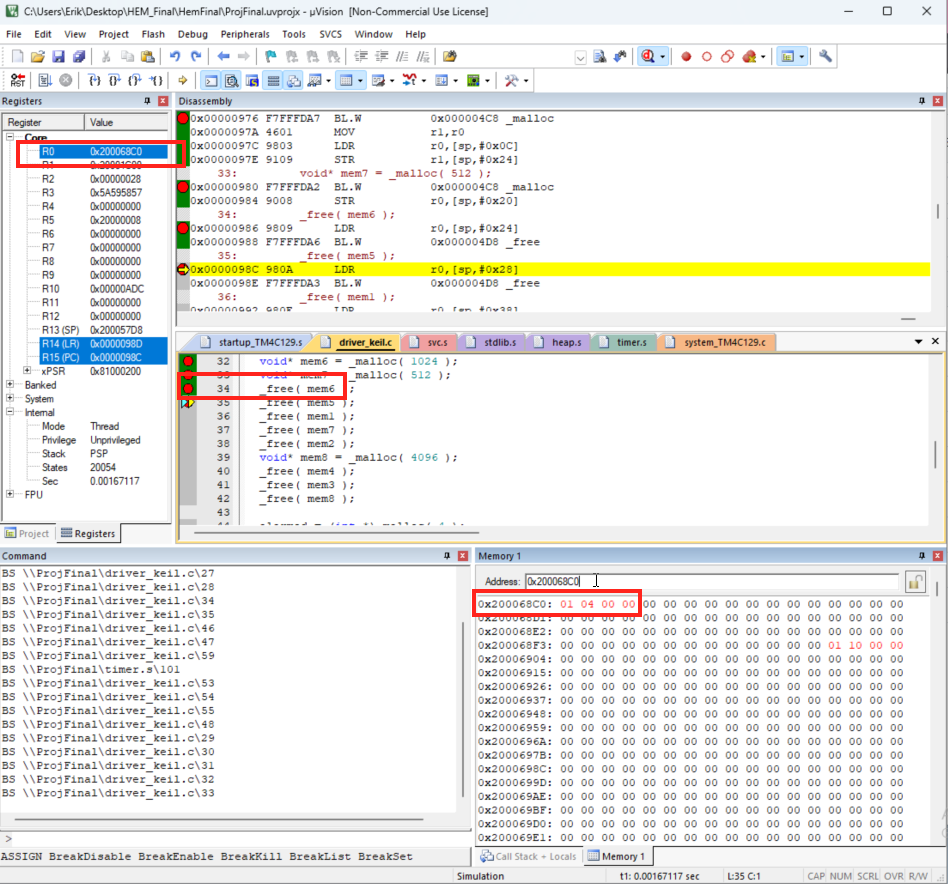 C:\Users\Erik\Desktop\HEM_Final\HemFinal\ProjFinal.uvprojx - µVision [Non-Commercial Use License]
File Edit View Project Flash Debug Peripherals Tools SVCS Window Help
Registers
Register Value
Core
R0 0x200068C0
R2 0x00000028
R3 0x5A595857
R4 0x00000000
R5 0x20000008
R6 0x00000000
R7 0x00000000
R8 0x00000000
R9 0x00000000
R10 0x00000ADC
R11 0x00000000
R12 0x00000000
R13 (SP) 0x200057D8
R14 (LR) 0x0000098D
R15 (PC) 0x0000098C
xPSR 0x81000200
Banked
System
Internal
Mode Thread
Privilege Unprivileged
Stack PSP
States 20054
Sec 0.00167117
FPU
Project Registers
Disassembly
0x00000976 F7FFFDA7 BL.W 0x000004C8 _malloc
0x0000097A 4601 MOV r1,r0
0x0000097C 9803 LDR r0,[sp,#0x0C]
0x0000097E 9109 STR r1,[sp,#0x24]
33: void* mem7 = _malloc( 512 );
0x00000980 F7FFFDA2 BL.W 0x000004C8 _malloc
0x00000984 9008 STR r0,[sp,#0x20]
34: _free( mem6 );
0x00000986 9809 LDR r0,[sp,#0x24]
0x00000988 F7FFFDA6 BL.W 0x000004D8 _free
35: _free( mem5 );
0x0000098C 980A LDR r0,[sp,#0x28]
0x0000098E F7FFFDA3 BL.W 0x000004D8 _free
36: _free( mem1 );
0x00000992 980E LDR r0,[sp,#0x38]
startup_TM4C129.s driver_keil.c svc.s stdlib.s heap.s timer.s system_TM4C129.c
32 void* mem6 = _malloc( 1024 );
33 void* mem7 = _malloc( 512 );
34 _free( mem6 );
35 _free( mem5 );
36 _free( mem1 );
37 _free( mem7 );
38 _free( mem2 );
39 void* mem8 = _malloc( 4096 );
40 _free( mem4 );
41 _free( mem3 );
42 _free( mem8 );
43
Command
BS \\ProjFinal\driver_keil.c\27
BS \\ProjFinal\driver_keil.c\28
BS \\ProjFinal\driver_keil.c\34
BS \\ProjFinal\driver_keil.c\35
BS \\ProjFinal\driver_keil.c\46
BS \\ProjFinal\driver_keil.c\47
BS \\ProjFinal\driver_keil.c\59
BS \\ProjFinal\timer.s\101
BS \\ProjFinal\driver_keil.c\53
BS \\ProjFinal\driver_keil.c\54
BS \\ProjFinal\driver_keil.c\55
BS \\ProjFinal\driver_keil.c\48
BS \\ProjFinal\driver_keil.c\29
BS \\ProjFinal\driver_keil.c\30
BS \\ProjFinal\driver_keil.c\31
BS \\ProjFinal\driver_keil.c\32
BS \\ProjFinal\driver_keil.c\33
>
ASSIGN BreakDisable BreakEnable BreakKill BreakList BreakSet
Memory 1
Address: 0x200068C0
0x200068C0: 01 04 00 00 00 00 00 00 00 00 00 00 00 00 00 00 00
0x200068D1: 00 00 00 00 00 00 00 00 00 00 00 00 00 00 00 00 00
0x200068E2: 00 00 00 00 00 00 00 00 00 00 00 00 00 00 00 00 00
0x200068F3: 00 00 00 00 00 00 00 00 00 00 00 00 00 01 10 00 00
0x20006904: 00 00 00 00 00 00 00 00 00 00 00 00 00 00 00 00 00
0x20006915: 00 00 00 00 00 00 00 00 00 00 00 00 00 00 00 00 00
0x20006926: 00 00 00 00 00 00 00 00 00 00 00 00 00 00 00 00 00
0x20006937: 00 00 00 00 00 00 00 00 00 00 00 00 00 00 00 00 00
0x20006948: 00 00 00 00 00 00 00 00 00 00 00 00 00 00 00 00 00
0x20006959: 00 00 00 00 00 00 00 00 00 00 00 00 00 00 00 00 00
0x2000696A: 00 00 00 00 00 00 00 00 00 00 00 00 00 00 00 00 00
0x2000697B: 00 00 00 00 00 00 00 00 00 00 00 00 00 00 00 00 00
0x2000698C: 00 00 00 00 00 00 00 00 00 00 00 00 00 00 00 00 00
0x2000699D: 00 00 00 00 00 00 00 00 00 00 00 00 00 00 00 00 00
0x200069AE: 00 00 00 00 00 00 00 00 00 00 00 00 00 00 00 00 00
0x200069BF: 00 00 00 00 00 00 00 00 00 00 00 00 00 00 00 00 00
0x200069D0: 00 00 00 00 00 00 00 00 00 00 00 00 00 00 00 00 00
0x200069E1: 00 00 00 00 00 00 00 00 00 00 00 00 00 00 00 00 00
Call Stack + Locals Memory 1
Simulation t1: 0.00167117 sec L:35 C:1 CAP NUM SCRL OVR R/W